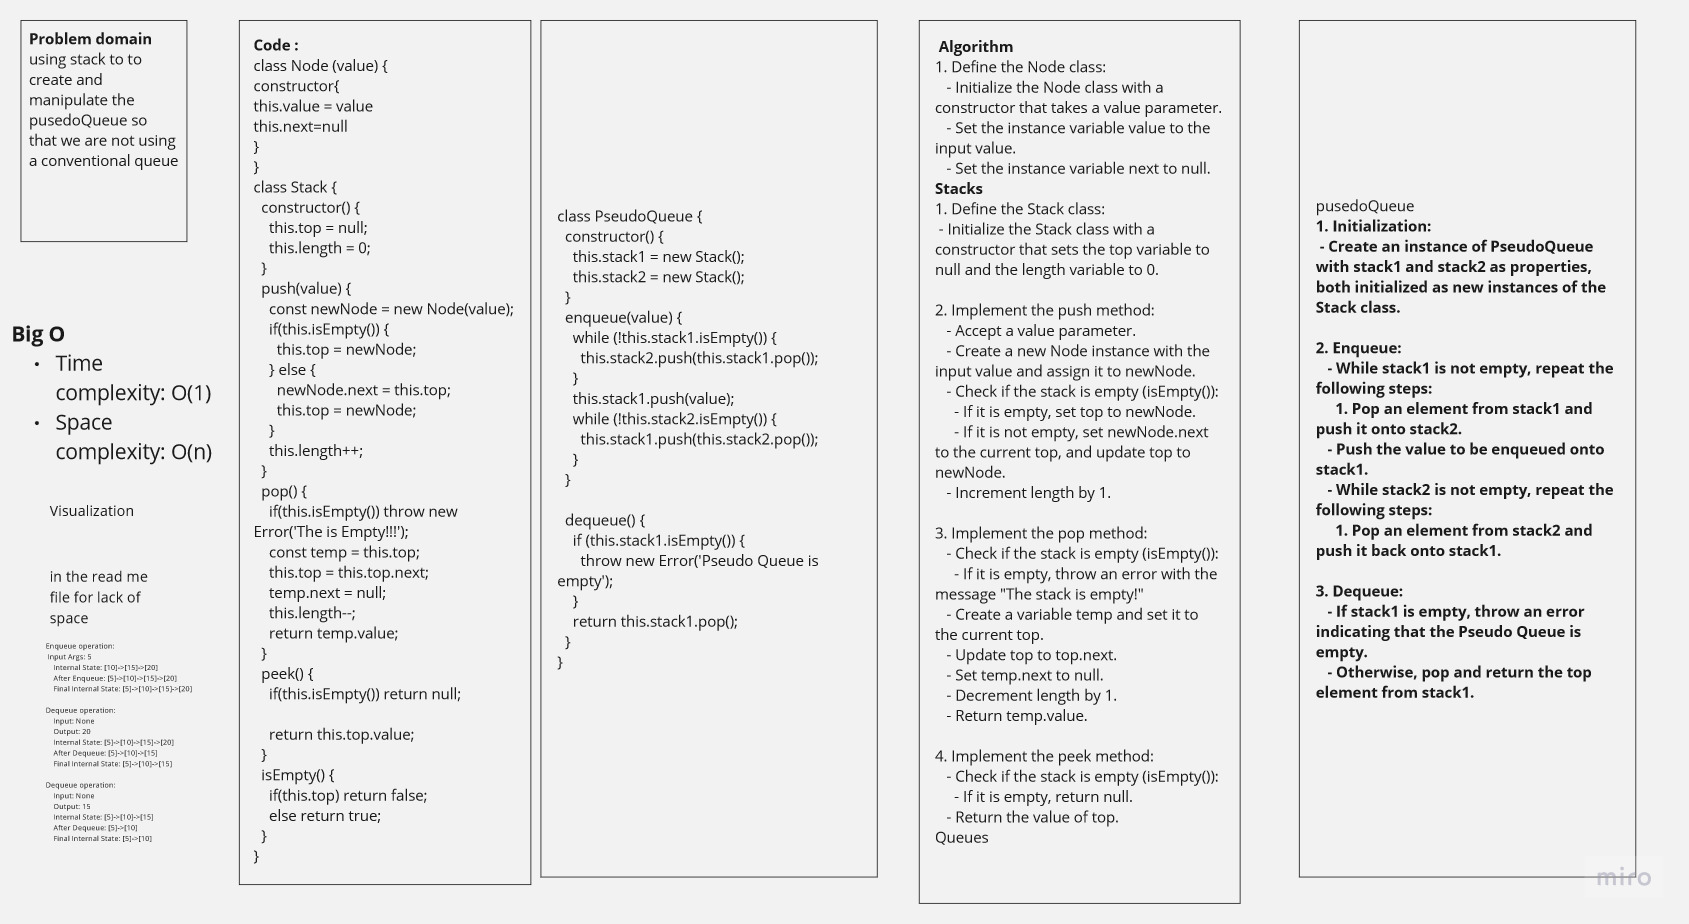 Problem domain
using stack to to
create and
manipulate the
pusedoQueue so
that we are not using
a conventional queue
Big O
• Time
complexity: O(1)
• Space
complexity: O(n)
Visualization
in the read me
file for lack of
space
Enqueue operation:
Input Args: 5
Internal State: [10]->[15]->[20]
After Enqueue: [5]->[10]->[15]->[20]
Final Internal State: [5]->[10]->[15]->[20]
Dequeue operation:
Input: None
Output: 20
Internal State: [5]->[10]->[15]->[20]
After Dequeue: [5]->[10]->[15]
Final Internal State: [5]->[10]->[15]
Dequeue operation:
Input: None
Output: 15
Internal State: [5]->[10]->[15]
After Dequeue: [5]->[10]
Final Internal State: [5]->[10]
Code :
class Node (value) {
constructor{
this.value = value
this.next=null
}
}
class Stack {
constructor() {
this.top = null;
this.length = 0;
}
push(value) {
const newNode = new Node(value);
if(this.isEmpty()) {
this.top = newNode;
} else {
newNode.next = this.top;
this.top = newNode;
}
this.length++;
}
pop() {
if(this.isEmpty()) throw new
Error('The is Empty!!!');
const temp = this.top;
this.top = this.top.next;
temp.next = null;
this.length--;
return temp.value;
}
peek() {
if(this.isEmpty()) return null;
return this.top.value;
}
isEmpty() {
if(this.top) return false;
else return true;
}
}
class PseudoQueue {
constructor() {
this.stack1 = new Stack();
this.stack2 = new Stack();
}
enqueue(value) {
while (!this.stack1.isEmpty()) {
this.stack2.push(this.stack1.pop());
}
this.stack1.push(value);
while (!this.stack2.isEmpty()) {
this.stack1.push(this.stack2.pop());
}
}
dequeue() {
if (this.stack1.isEmpty()) {
throw new Error('Pseudo Queue is
empty');
}
return this.stack1.pop();
}
}
Algorithm
1. Define the Node class:
- Initialize the Node class with a
constructor that takes a value parameter.
- Set the instance variable value to the
input value.
- Set the instance variable next to null.
Stacks
1. Define the Stack class:
- Initialize the Stack class with a
constructor that sets the top variable to
null and the length variable to 0.
2. Implement the push method:
- Accept a value parameter.
- Create a new Node instance with the
input value and assign it to newNode.
- Check if the stack is empty (isEmpty()):
- If it is empty, set top to newNode.
- If it is not empty, set newNode.next
to the current top, and update top to
newNode.
- Increment length by 1.
3. Implement the pop method:
- Check if the stack is empty (isEmpty()):
- If it is empty, throw an error with the
message "The stack is empty!"
- Create a variable temp and set it to
the current top.
- Update top to top.next.
- Set temp.next to null.
- Decrement length by 1.
- Return temp.value.
4. Implement the peek method:
- Check if the stack is empty (isEmpty()):
- If it is empty, return null.
- Return the value of top.
Queues
pusedoQueue
1. Initialization:
- Create an instance of PseudoQueue
with stack1 and stack2 as properties,
both initialized as new instances of the
Stack class.
2. Enqueue:
- While stack1 is not empty, repeat the
following steps:
1. Pop an element from stack1 and
push it onto stack2.
- Push the value to be enqueued onto
stack1.
- While stack2 is not empty, repeat the
following steps:
1. Pop an element from stack2 and
push it back onto stack1.
3. Dequeue:
- If stack1 is empty, throw an error
indicating that the Pseudo Queue is
empty.
- Otherwise, pop and return the top
element from stack1.
miro